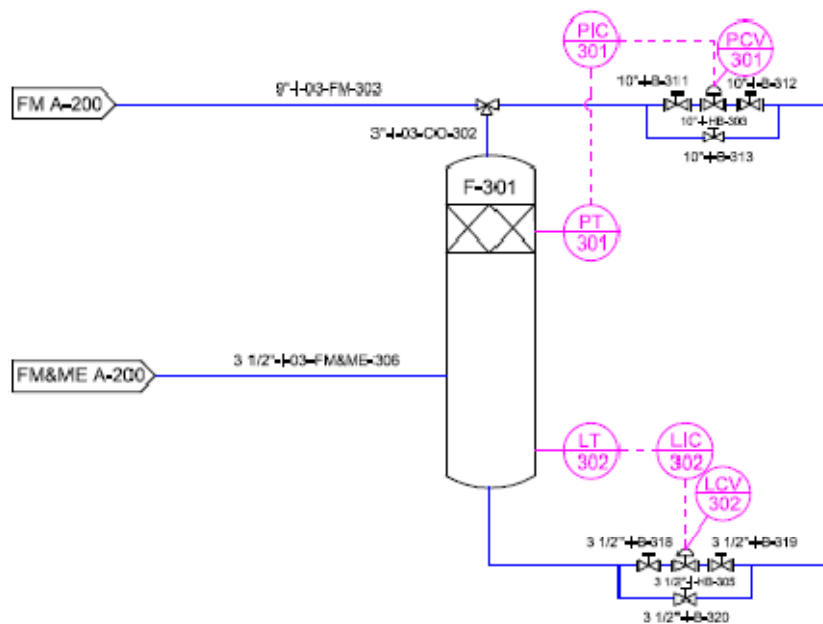 PIC
301
PCV
301
9"-I-03-FM-303
10"-I-B-311
10"-I-B-312
FM A-200
10"-I-HB-303
3"-I-03-CO-302
10"-I-B-313
F-301
PT
301
3 1/2"-I-03-FM&ME-306
FM&ME A-200
LT
302
LIC
302
LCV
302
3 1/2"-I-B-318
3 1/2"-I-B-319
3 1/2"-I-HB-305
3 1/2"-I-B-320